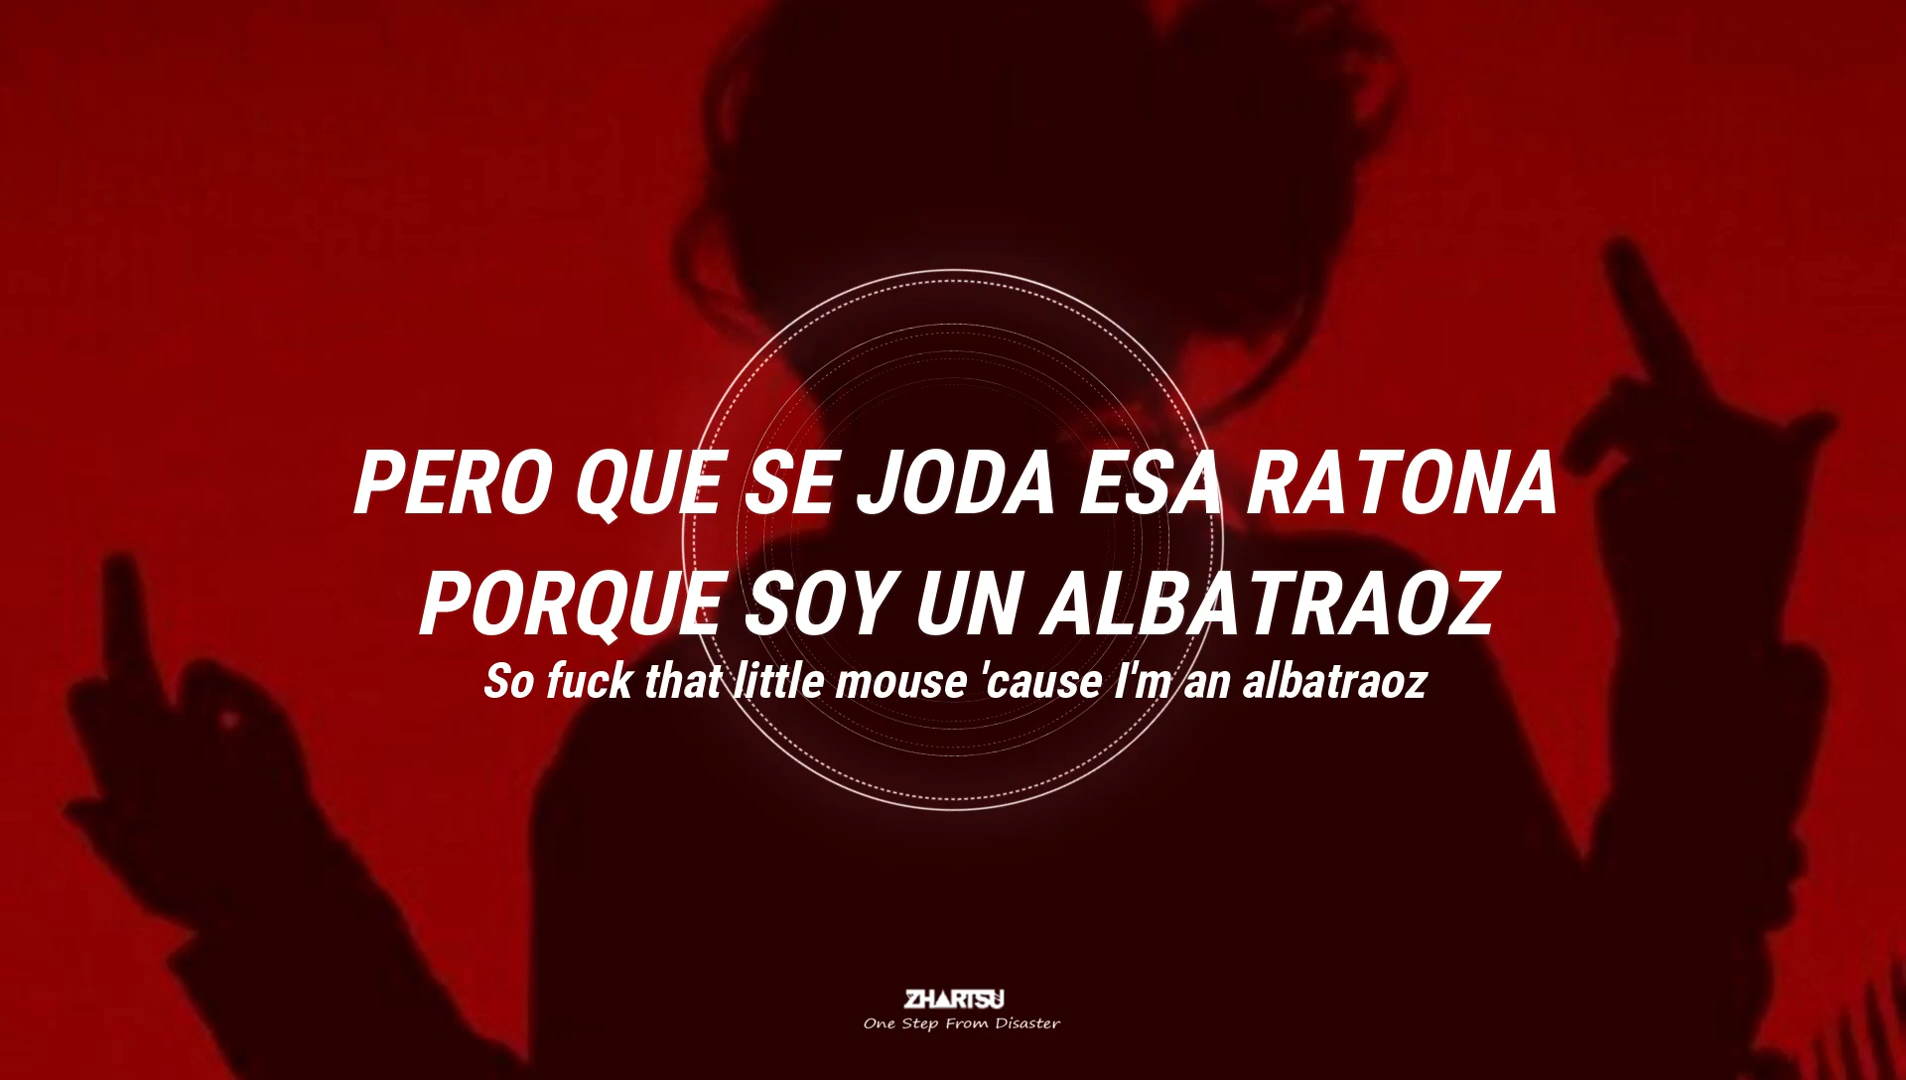 PERO QUE SE JODA ESA RATONA
PORQUE SOY UN ALBATRAOZ
So fuck that little mouse 'cause I'm an albatraoz
ZHARTSU
One Step From Disaster